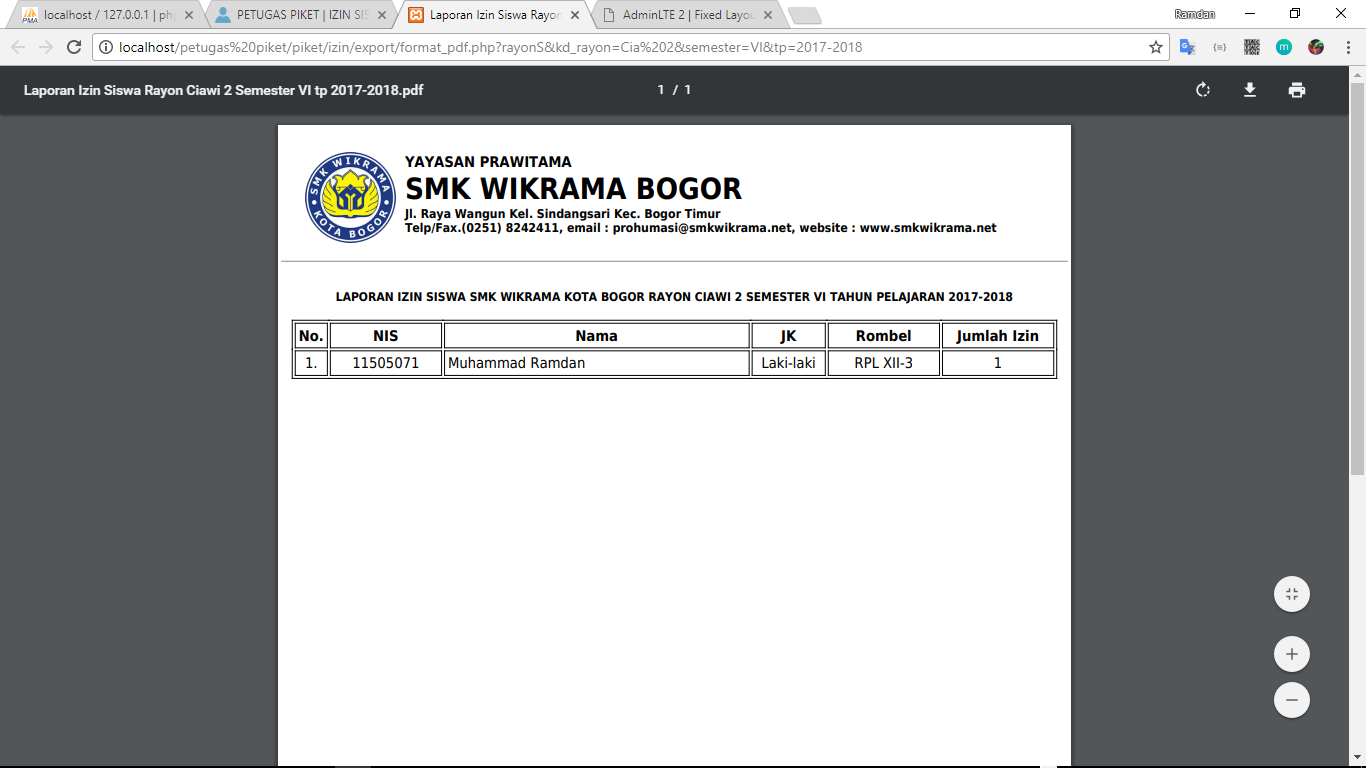 localhost / 127.0.0.1 | ph
PETUGAS PIKET | IZIN SIS
Laporan Izin Siswa Rayon
AdminLTE 2 | Fixed Layou
Ramdan
localhost/petugas%20piket/piket/izin/export/format_pdf.php?rayonS&kd_rayon=Cia%202&semester=VI&tp=2017-2018
Laporan Izin Siswa Rayon Ciawi 2 Semester VI tp 2017-2018.pdf
1 / 1
SMK WIKRAMA
KOTA BOGOR
YAYASAN PRAWITAMA
SMK WIKRAMA BOGOR
Jl. Raya Wangun Kel. Sindangsari Kec. Bogor Timur
Telp/Fax.(0251) 8242411, email : prohumasi@smkwikrama.net, website : www.smkwikrama.net
LAPORAN IZIN SISWA SMK WIKRAMA KOTA BOGOR RAYON CIAWI 2 SEMESTER VI TAHUN PELAJARAN 2017-2018
No. NIS Nama JK Rombel Jumlah Izin
1. 11505071 Muhammad Ramdan Laki-laki RPL XII-3 1